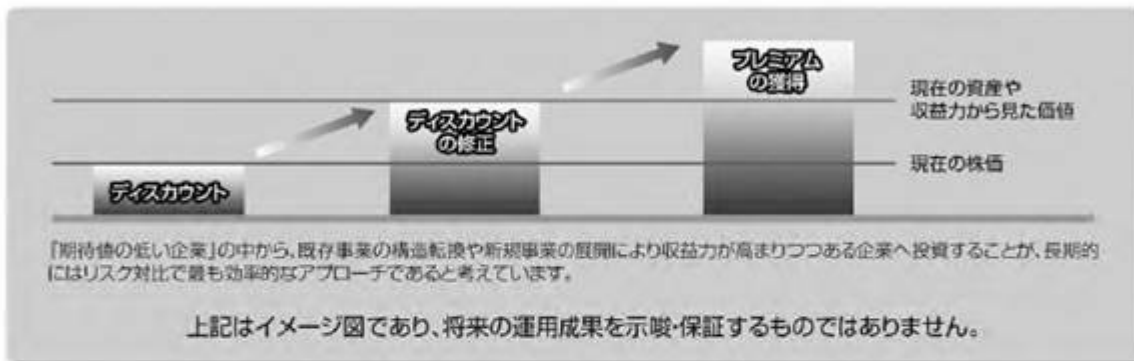 プレミアム
の獲得
現在の資産や
収益力から見た価値
ディスカウント
の修正
現在の株価
ディスカウント
「期待値の低い企業」の中から、既存事業の構造転換や新規事業の展開により収益力が高まりつつある企業へ投資することが、長期的
にはリスク対比で最も効率的なアプローチであると考えています。
上記はイメージ図であり、将来の運用成果を示唆・保証するものではありません。